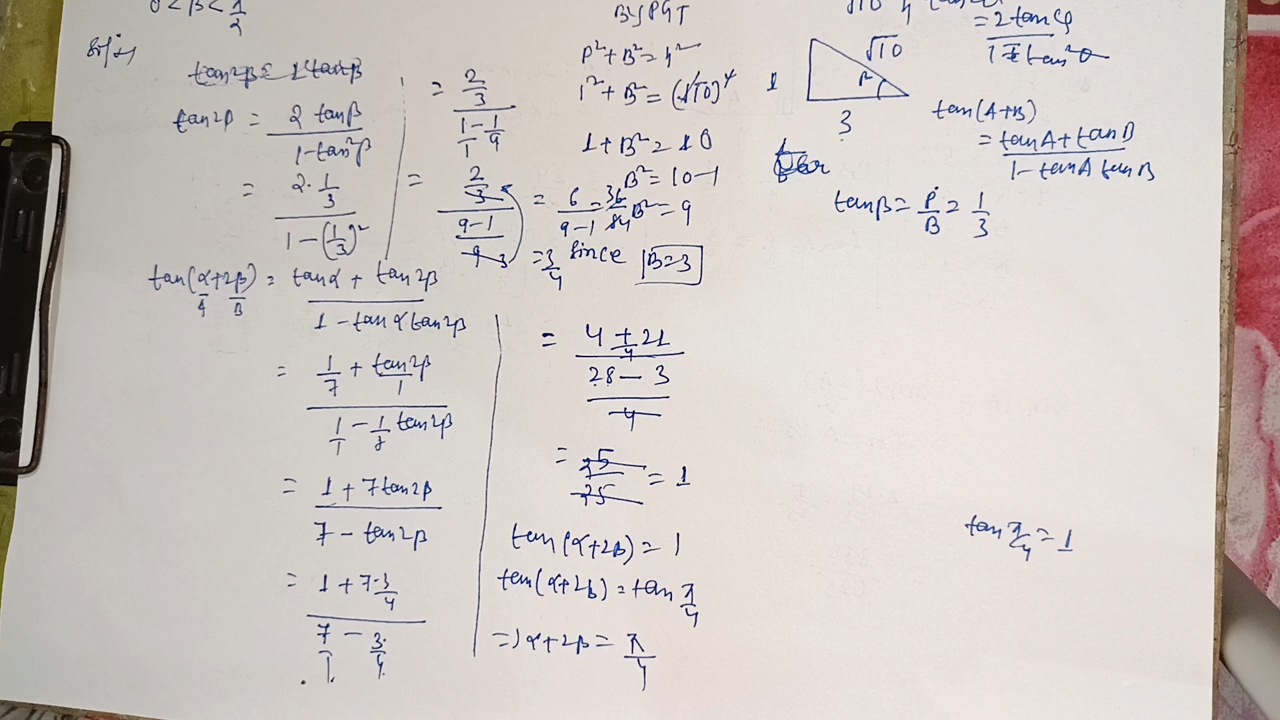 0 < β < π/2
Solⁿ
tan2β = 2 tanβ / 1 - tan²β
= 2·1/3 / 1 - (1/3)²
= 2/3 / 1/1 - 1/9
= 2/3 / 9-1/9
= 6/9-1 =
= 3/4
By PGT
P² + B² = h²
1² + B² = (√10)²
1 + B² = 10
B² = 10-1
B² = 9
since B = 3
√10
1
β
3
= 2 tanθ / 1 ± tan²θ
tan(A+B)
= tanA + tanB / 1 - tanA tanB
tanβ = P/B = 1/3
tan(α+2β) = tanα + tan2β / 1 - tanα tan2β
A B
= 1/7 + tan2β/1 / 1/1 - 1/7 tan2β
= 1 + 7tan2β / 7 - tan2β
= 1 + 7·3/4 / 7/1 - 3/4
= 4 + 21/4 / 28 - 3/4
= 25/25 = 1
tan(α+2β) = 1
tan(α+2β) = tan π/4
=) α+2β = π/4
tan π/4 = 1